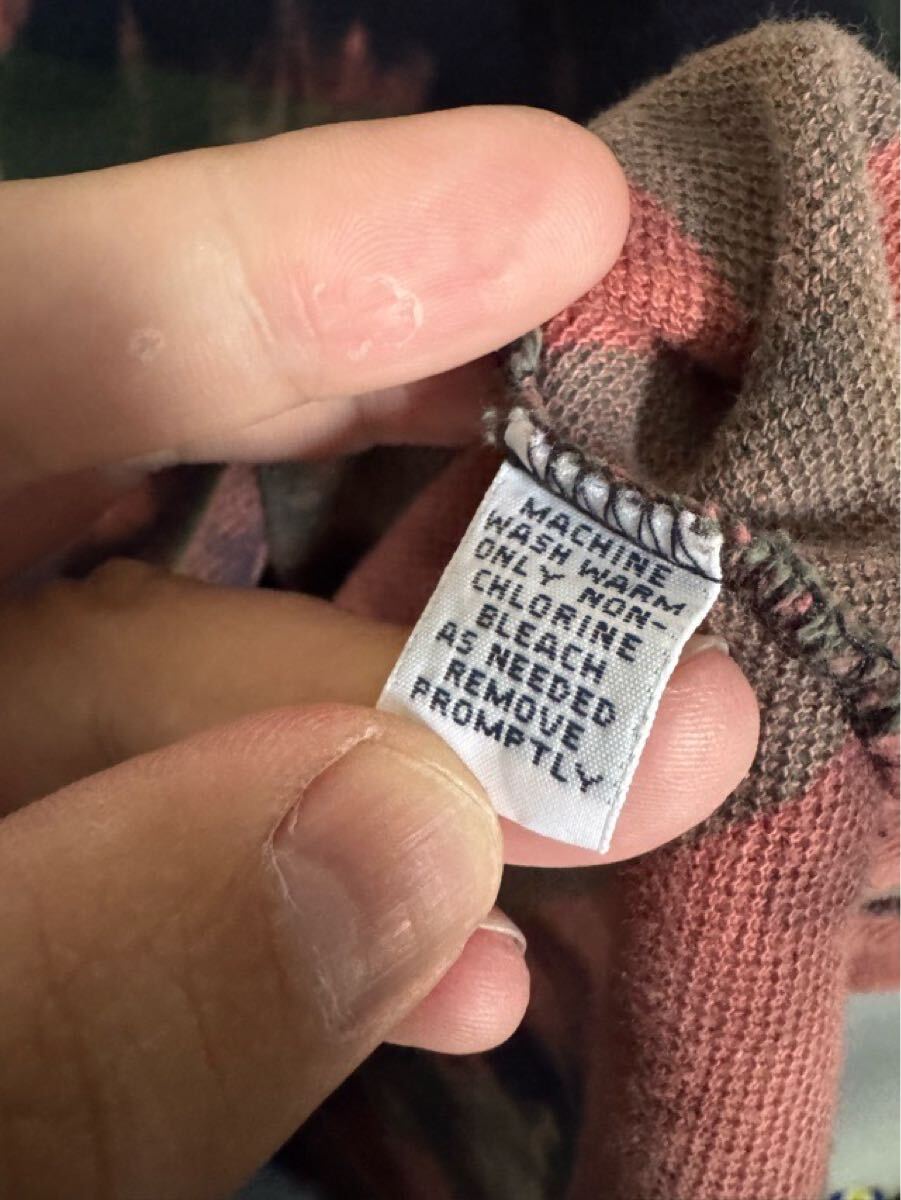 MACHINE
WASH WARM
ONLY NON-
CHLORINE
BLEACH
AS NEEDED
REMOVE
PROMPTLY